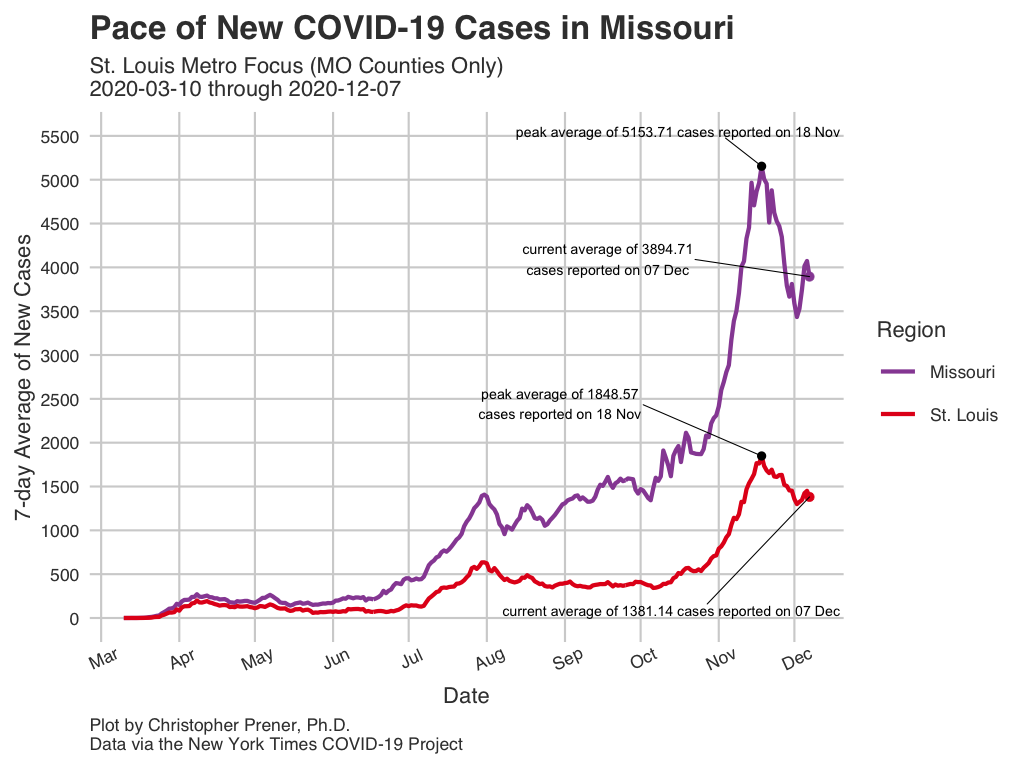 Pace of New COVID-19 Cases in Missouri
St. Louis Metro Focus (MO Counties Only)
2020-03-10 through 2020-12-07
7-day Average of New Cases
5500
5000
4500
4000
3500
3000
2500
2000
1500
1000
500
0
peak average of 5153.71 cases reported on 18 Nov
current average of 3894.71
cases reported on 07 Dec
peak average of 1848.57
cases reported on 18 Nov
current average of 1381.14 cases reported on 07 Dec
Mar
Apr
May
Jun
Jul
Aug
Sep
Oct
Nov
Dec
Date
Region
Missouri
St. Louis
Plot by Christopher Prener, Ph.D.
Data via the New York Times COVID-19 Project